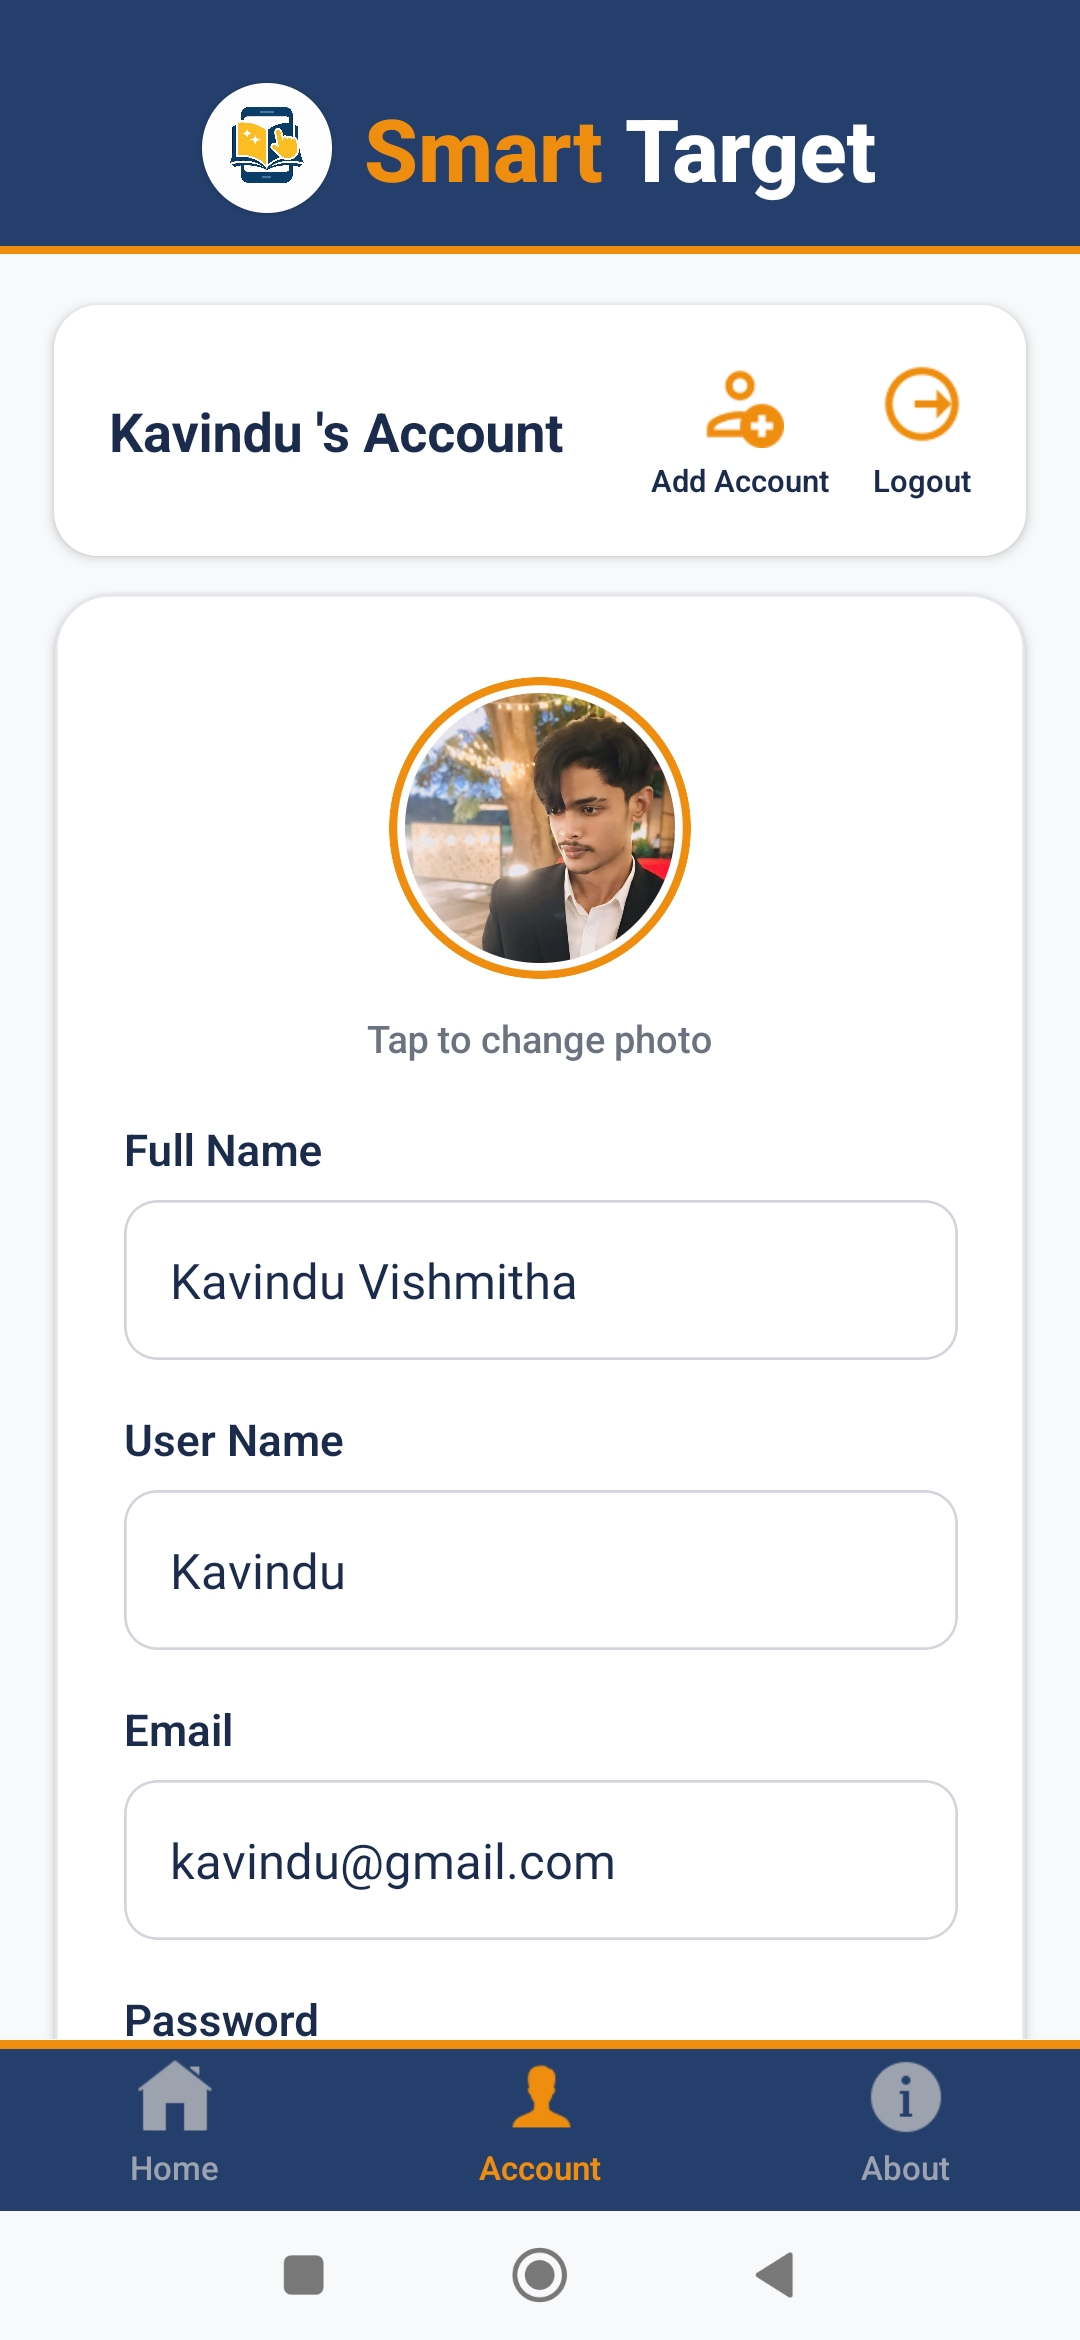 Smart Target
Kavindu 's Account
Add Account
Logout
Tap to change photo
Full Name
Kavindu Vishmitha
User Name
Kavindu
Email
kavindu@gmail.com
Password
Home
Account
About